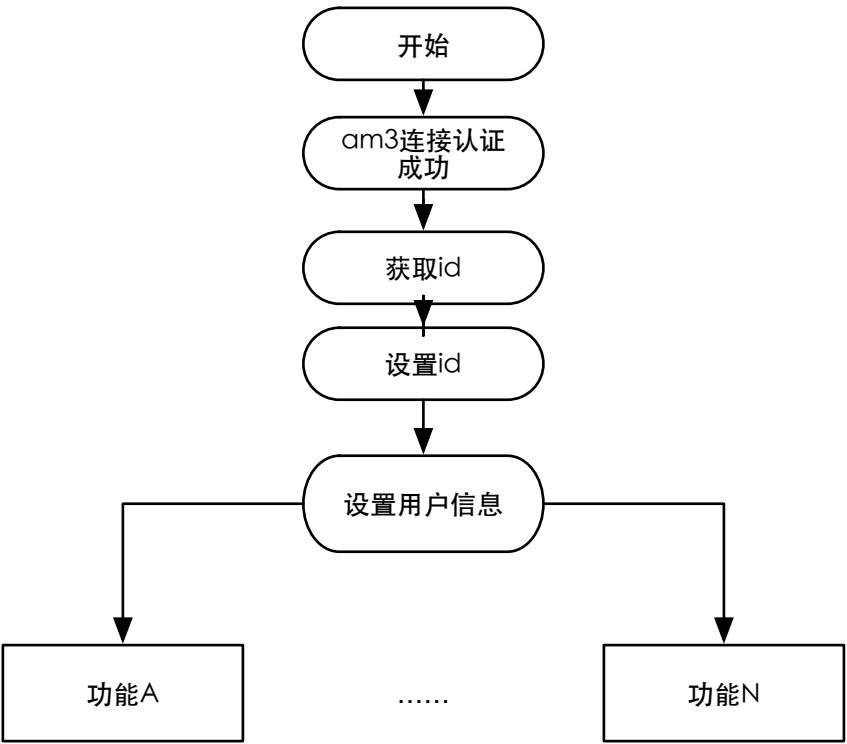 开始
am3连接认证
成功
获取id
设置id
设置用户信息
功能A
......
功能N